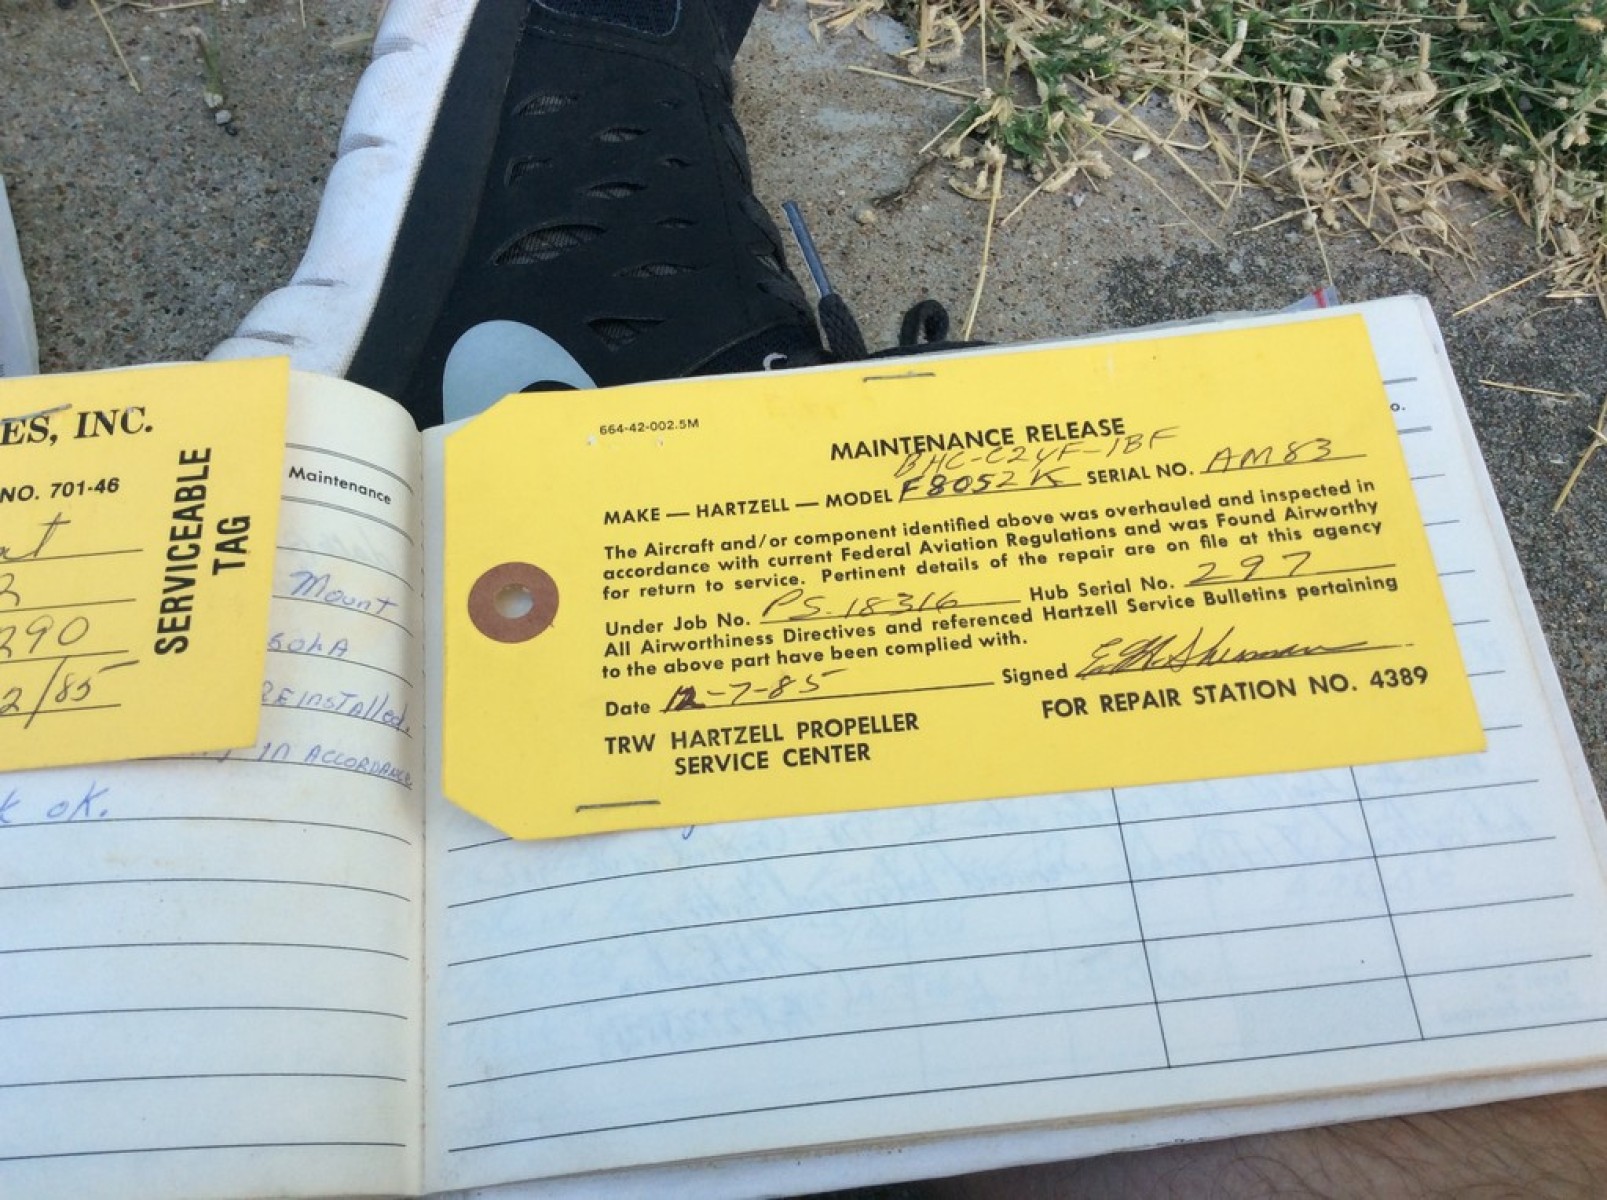 ES, INC.
NO. 701-46
SERVICEABLE
TAG
290
2/85
Maintenance
Mount
REINSTAlled.
IN ACCORDANCE
OK.
664-42-002.5M
MAINTENANCE RELEASE
BHC-C2YF-1BF
MAKE — HARTZELL — MODEL F8052K SERIAL NO. AM83
The Aircraft and/or component identified above was overhauled and inspected in
accordance with current Federal Aviation Regulations and was Found Airworthy
for return to service. Pertinent details of the repair are on file at this agency
Under Job No. PS-18316 Hub Serial No. 297
All Airworthiness Directives and referenced Hartzell Service Bulletins pertaining
to the above part have been complied with.
Date 12-7-85 Signed
TRW HARTZELL PROPELLER
SERVICE CENTER
FOR REPAIR STATION NO. 4389
o.